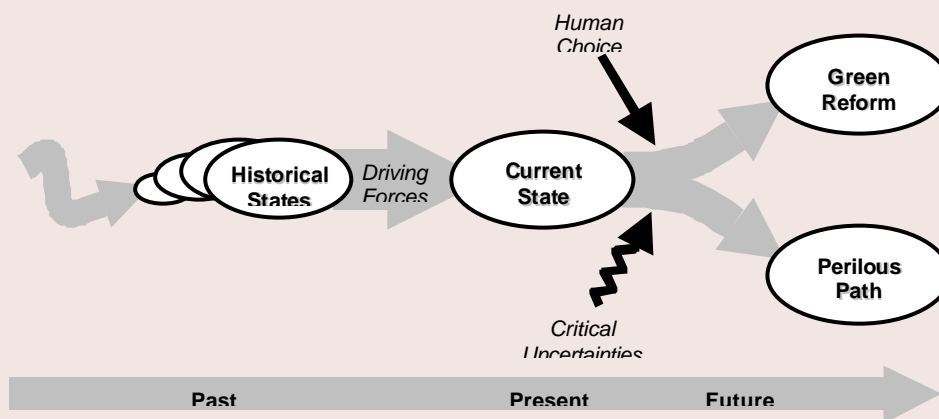 Human
Choice
Green
Reform
Historical
States
Driving
Forces
Current
State
Perilous
Path
Critical
Uncertainties
Past
Present
Future